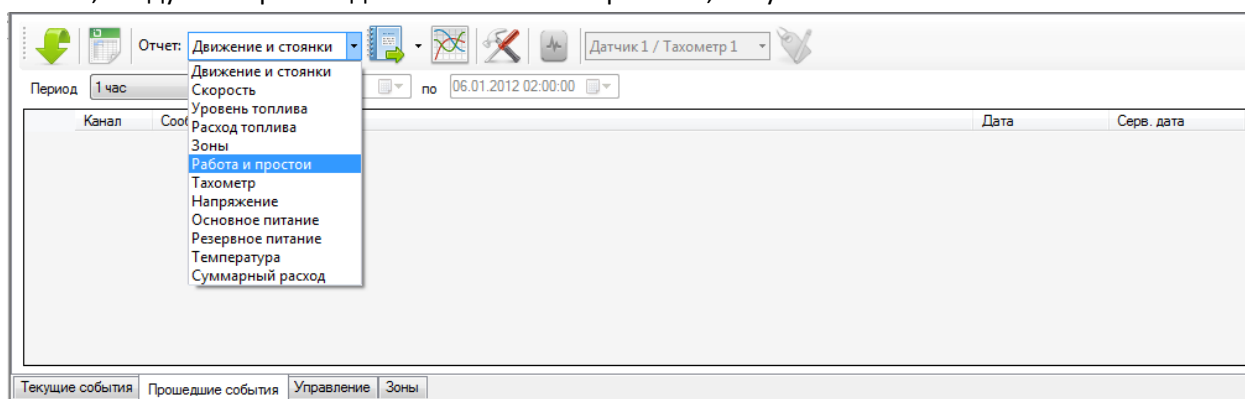 Отчет: Движение и стоянки Датчик 1 / Тахометр 1
Движение и стоянки
Период 1 час Скорость по 06.01.2012 02:00:00
Уровень топлива
Канал Расход топлива Дата Серв. дата
Зоны
Работа и простои
Тахометр
Напряжение
Основное питание
Резервное питание
Температура
Суммарный расход
Текущие события Прошедшие события Управление Зоны